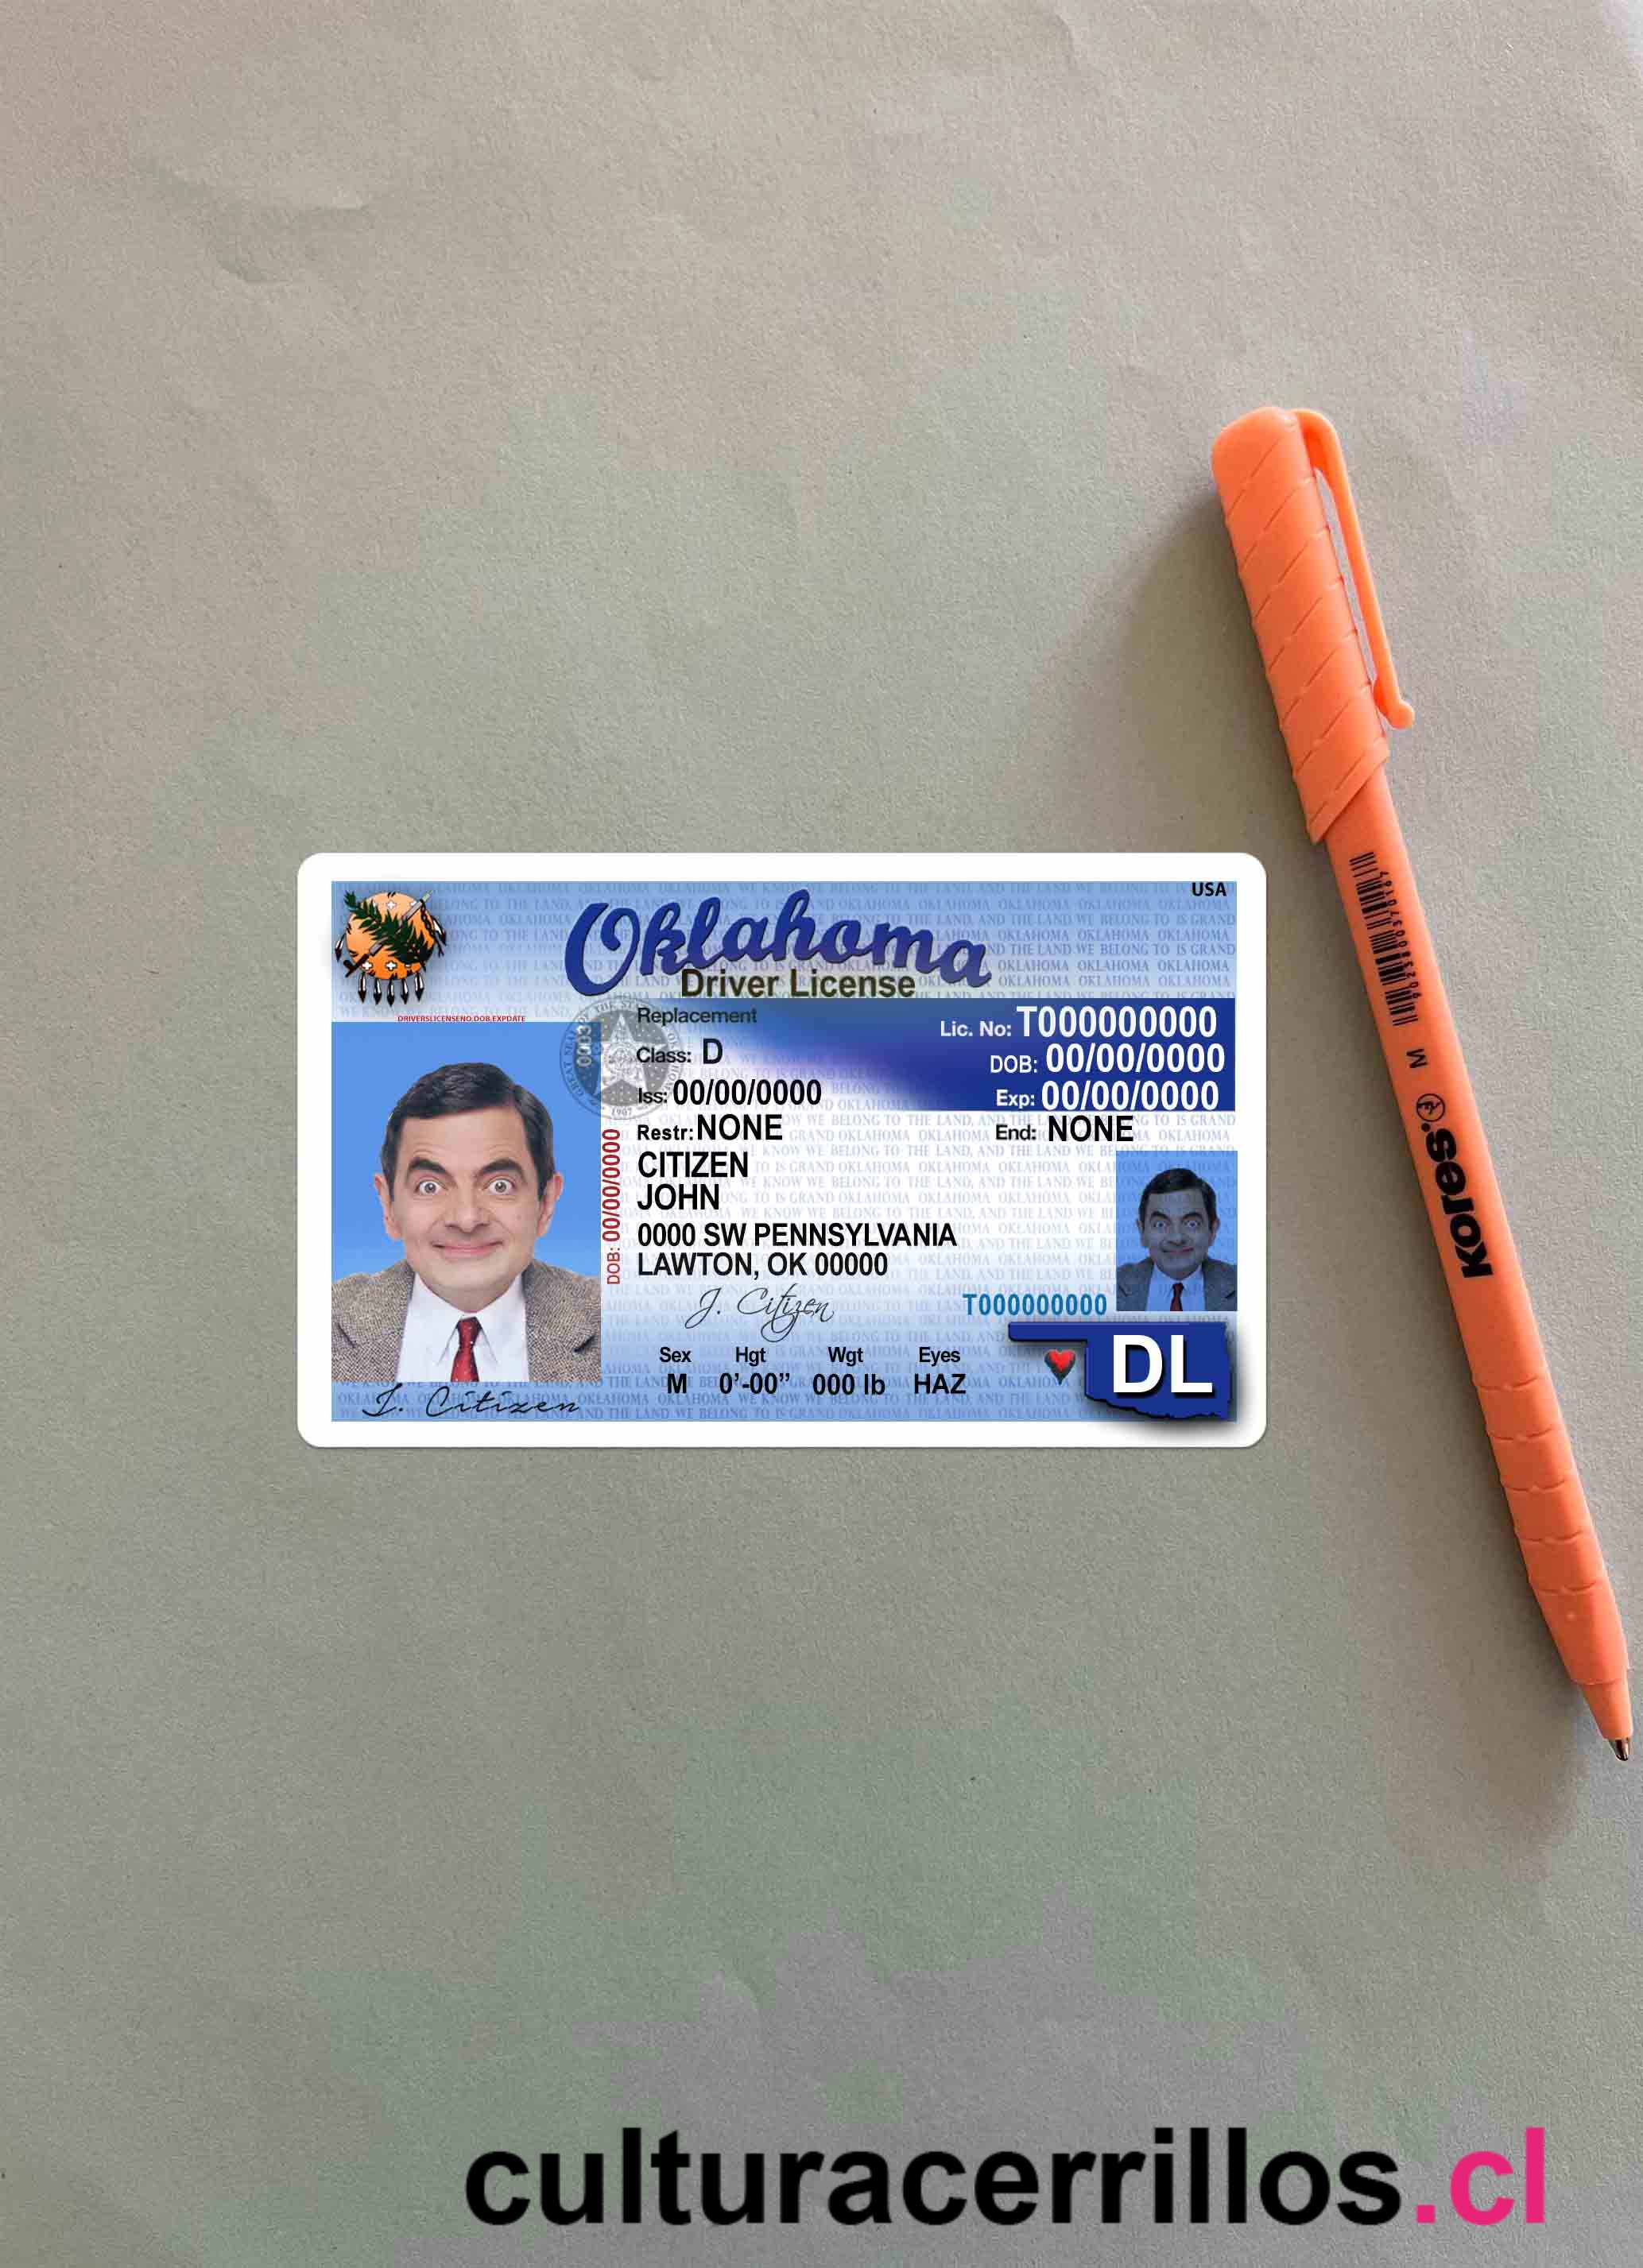 USA
Oklahoma
Driver License
DRIVERSLICENSENO.DOB.EXPDATE
Replacement
Lic. No: T000000000
0003
Class: D
DOB: 00/00/0000
Iss: 00/00/0000
Exp: 00/00/0000
Restr: NONE
End: NONE
DOB: 00/00/0000
CITIZEN
JOHN
0000 SW PENNSYLVANIA
LAWTON, OK 00000
J. Citizen
T000000000
Sex Hgt Wgt Eyes
M 0'-00” 000 lb HAZ
DL
J. Citizen
Kores
M
culturacerrillos.cl